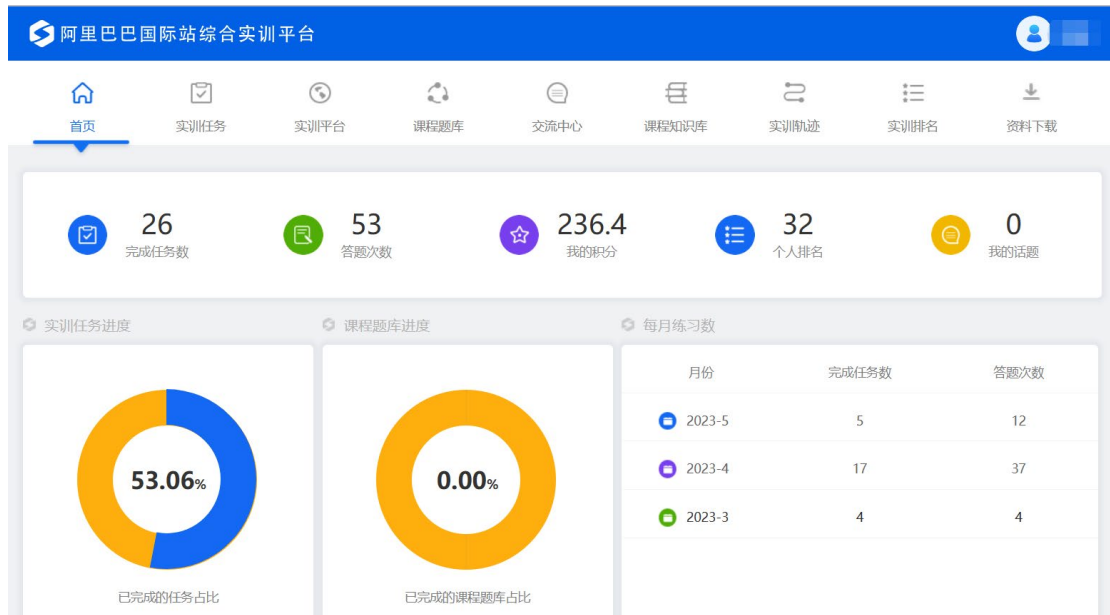 阿里巴巴国际站综合实训平台
首页 实训任务 实训平台 课程题库 交流中心 课程知识库 实训轨迹 实训排名 资料下载
26 53 236.4 32 0
完成任务数 答题次数 我的积分 个人排名 我的话题
实训任务进度 课程题库进度 每月练习数
月份 完成任务数 答题次数
2023-5 5 12
2023-4 17 37
2023-3 4 4
53.06% 0.00%
已完成的任务占比 已完成的课程题库占比